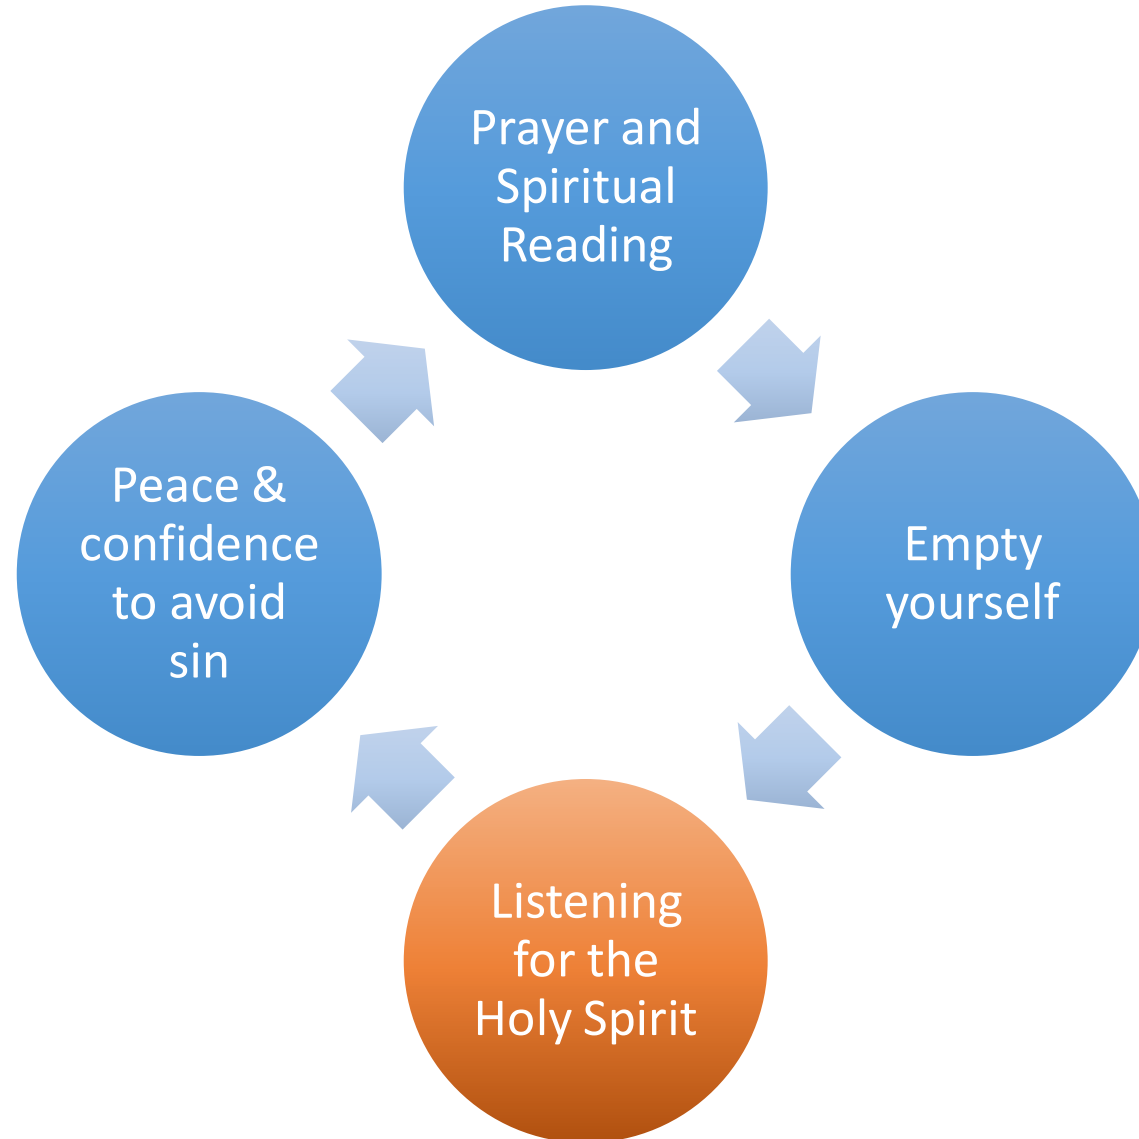 Prayer and
Spiritual
Reading
Empty
yourself
Listening
for the
Holy Spirit
Peace &
confidence
to avoid
sin